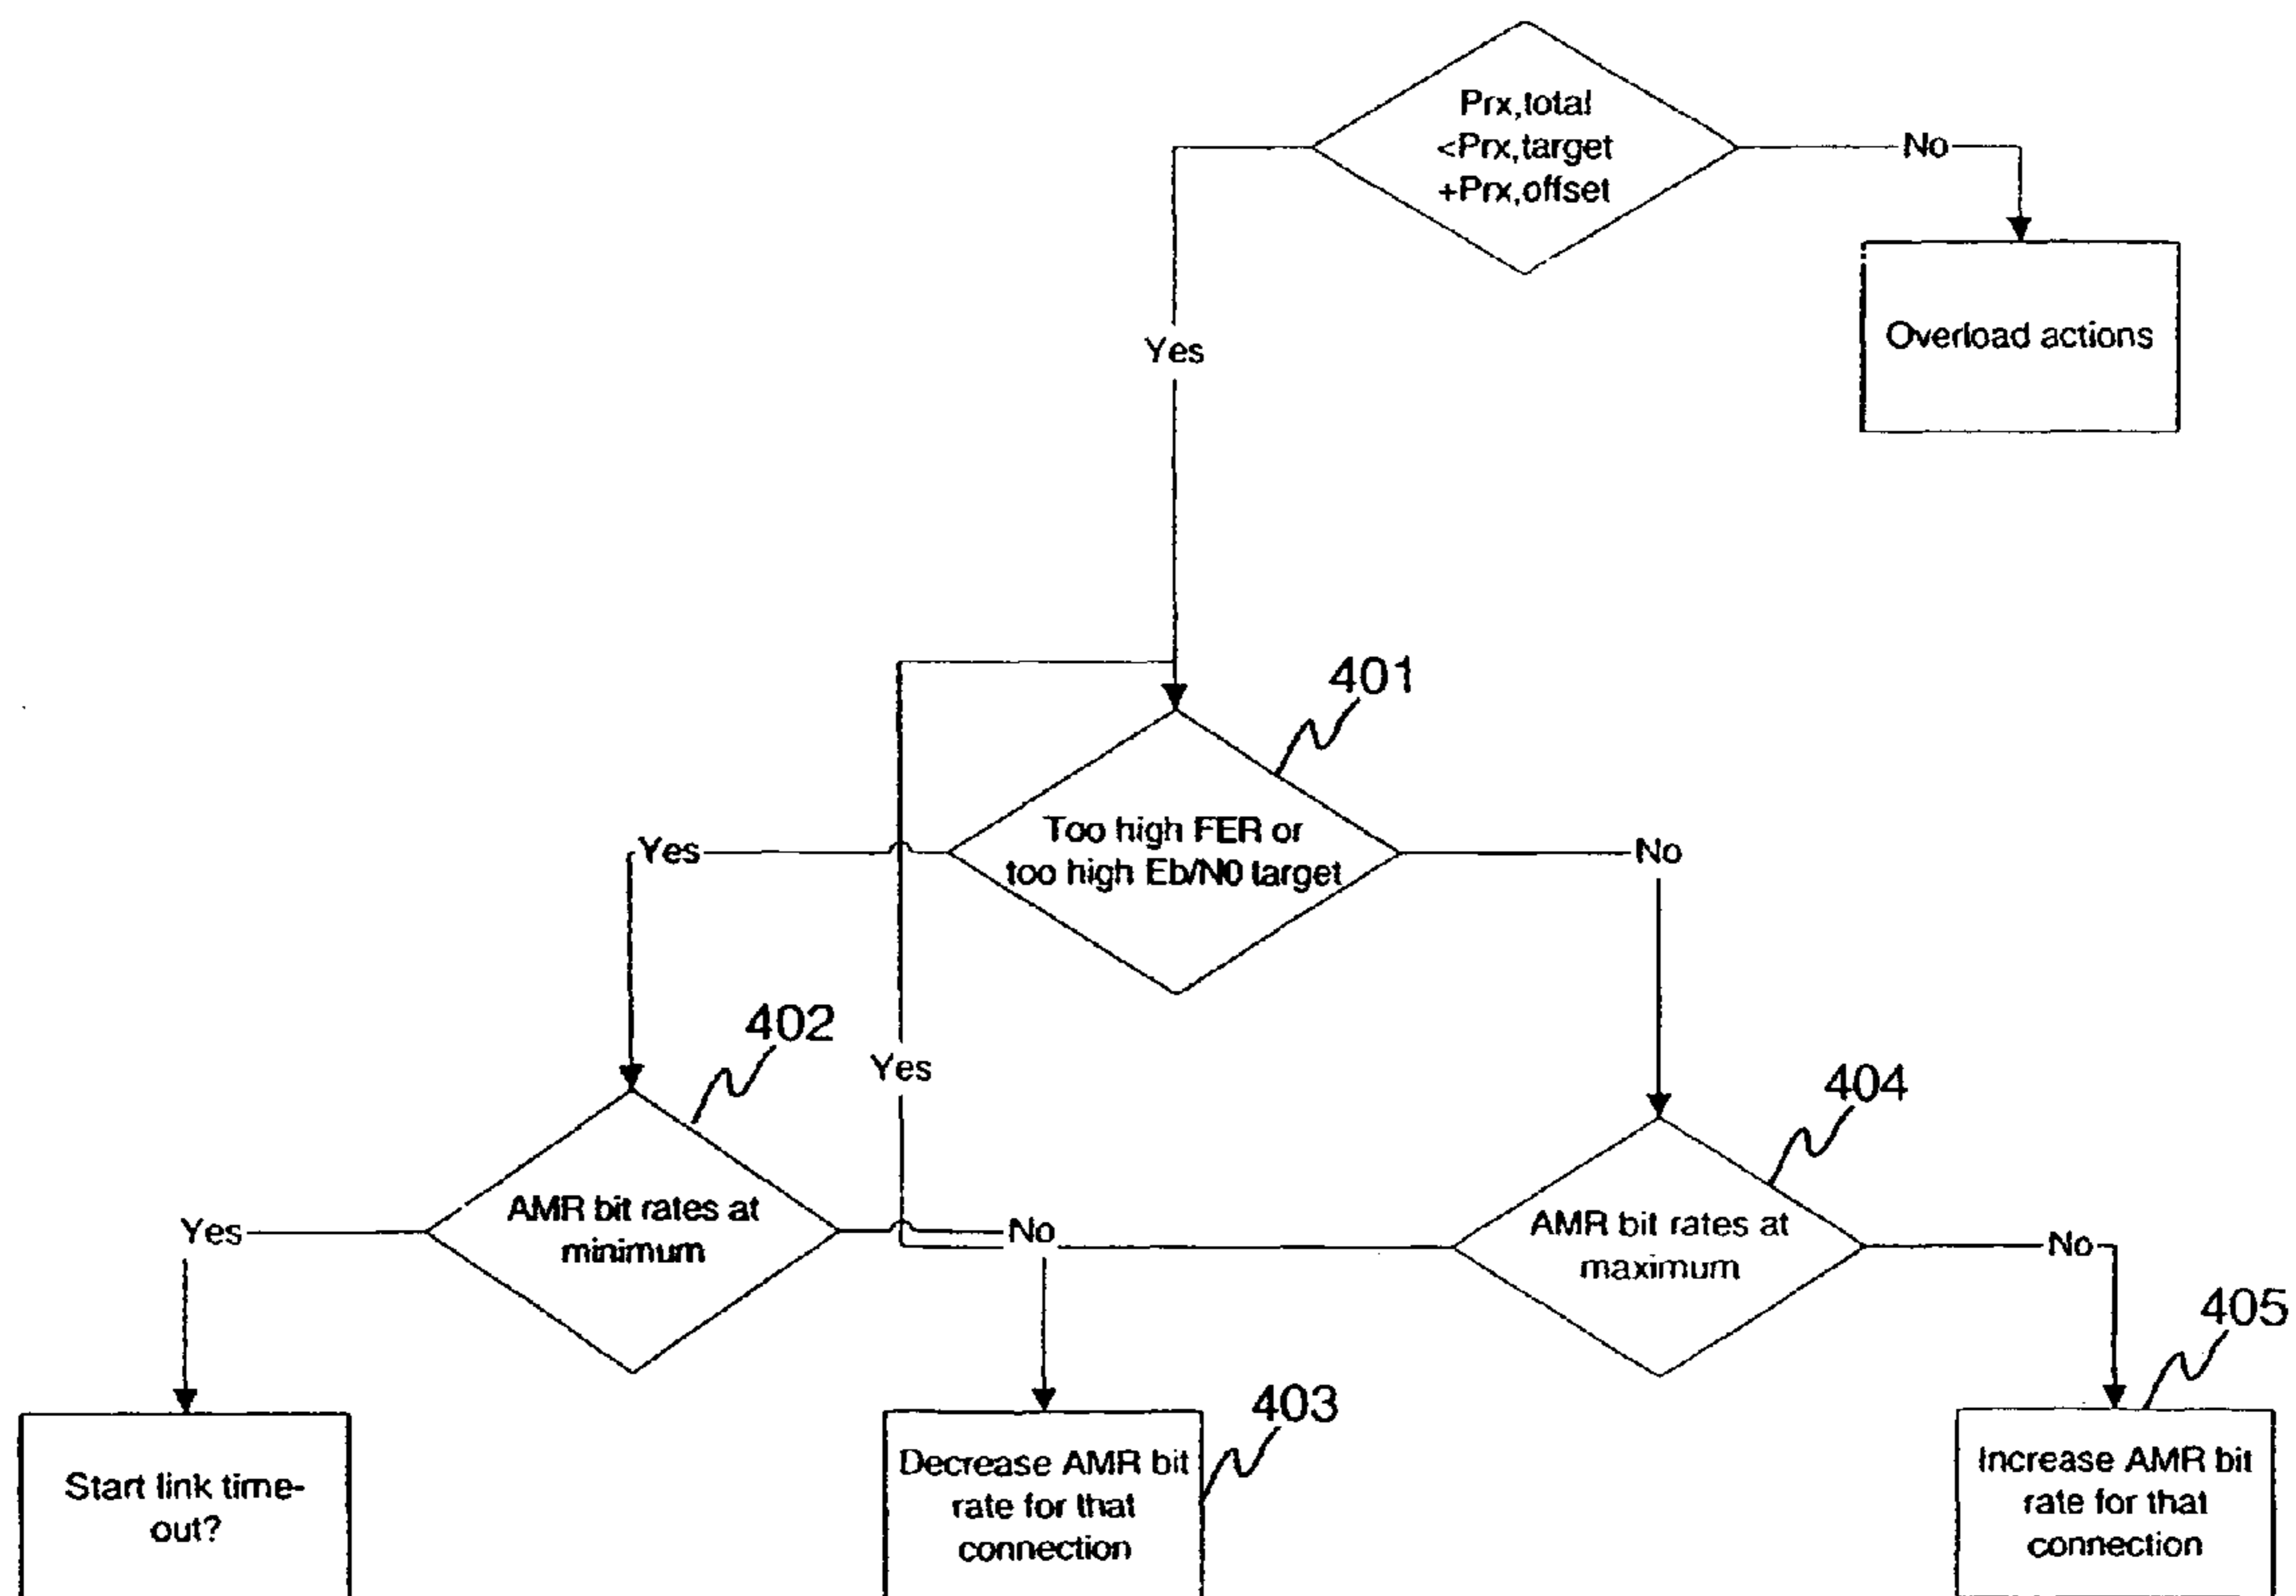 Prx,total
<Prx,target
+Prx,offset
No
Overload actions
Yes
401
Too high FER or
too high Eb/N0 target
Yes
No
402
Yes
404
AMR bit rates at
minimum
Yes
No
AMR bit rates at
maximum
No
405
403
Start link time-
out?
Decrease AMR bit
rate for that
connection
Increase AMR bit
rate for that
connection